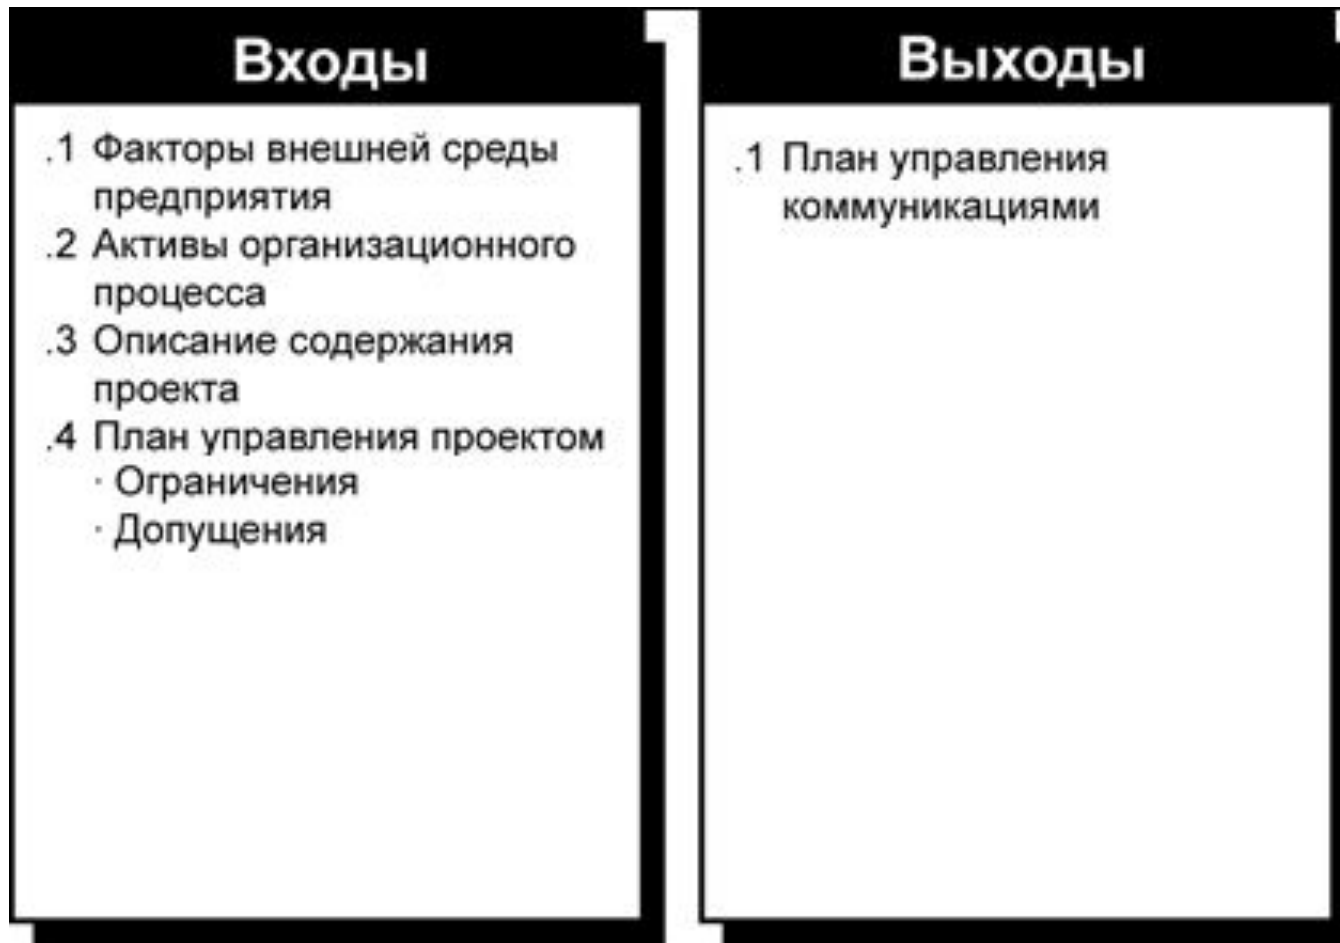 Входы
.1 Факторы внешней среды
предприятия
.2 Активы организационного
процесса
.3 Описание содержания
проекта
.4 План управления проектом
· Ограничения
· Допущения
Выходы
.1 План управления
коммуникациями